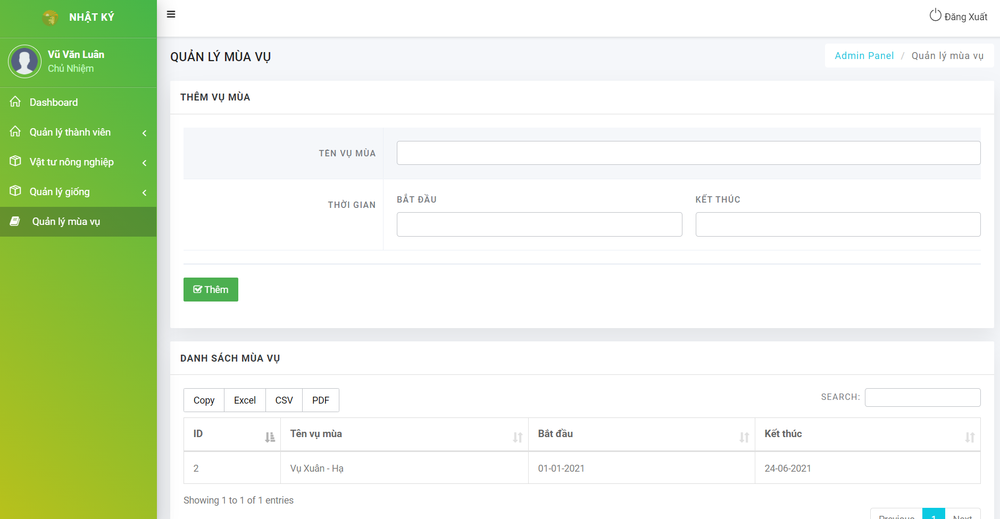 NHẬT KÝ
Đăng Xuất
Vũ Văn Luân
Chủ Nhiệm
Dashboard
Quản lý thành viên
Vật tư nông nghiệp
Quản lý giống
Quản lý mùa vụ
QUẢN LÝ MÙA VỤ
Admin Panel / Quản lý mùa vụ
THÊM VỤ MÙA
TÊN VỤ MÙA
THỜI GIAN
BẮT ĐẦU
KẾT THÚC
Thêm
DANH SÁCH MÙA VỤ
Copy Excel CSV PDF
SEARCH:
ID Tên vụ mùa Bắt đầu Kết thúc
2 Vụ Xuân - Hạ 01-01-2021 24-06-2021
Showing 1 to 1 of 1 entries
Previous 1 Next